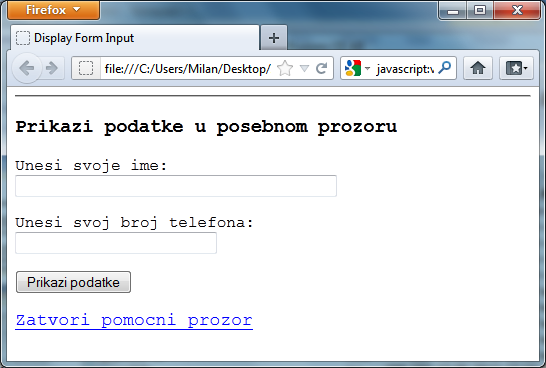 Firefox
Display Form Input
file:///C:/Users/Milan/Desktop/
javascript:v
Prikazi podatke u posebnom prozoru
Unesi svoje ime:
Unesi svoj broj telefona:
Prikazi podatke
Zatvori pomocni prozor